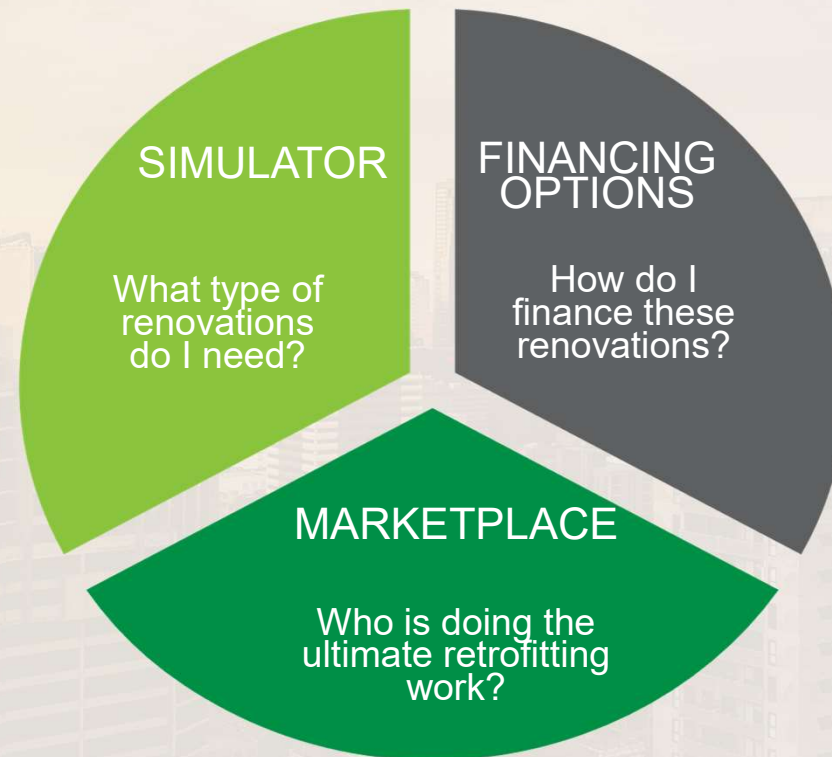 SIMULATOR
What type of
renovations
do I need?
FINANCING
OPTIONS
How do I
finance these
renovations?
MARKETPLACE
Who is doing the
ultimate retrofitting
work?